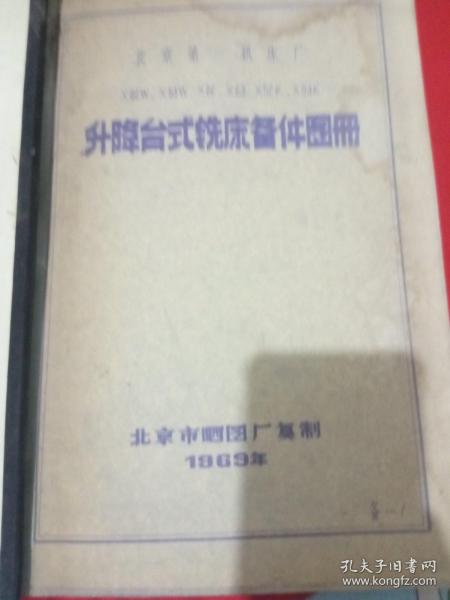 北京第一机床厂
升降台式铣床备件图册
北京市晒图厂复制
1969年
孔夫子旧书网
www.kongfz.com